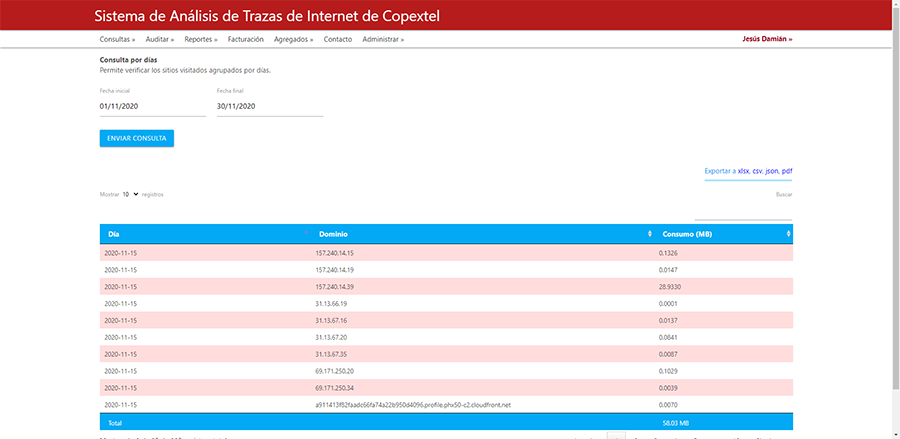 Sistema de Análisis de Trazas de Internet de Copextel
Consultas » Auditar » Reportes » Facturación Agregados » Contacto Administrar » Jesús Damián »
Consulta por días
Permite verificar los sitios visitados agrupados por días.
Fecha inicial Fecha final
01/11/2020 30/11/2020
ENVIAR CONSULTA
Exportar a xlsx, csv, json, pdf
Mostrar 10 registros Buscar
Día Dominio Consumo (MB)
2020-11-15 157.240.14.15 0.1326
2020-11-15 157.240.14.19 0.0147
2020-11-15 157.240.14.39 28.9330
2020-11-15 31.13.66.19 0.0001
2020-11-15 31.13.67.16 0.0137
2020-11-15 31.13.67.20 0.0841
2020-11-15 31.13.67.35 0.0087
2020-11-15 69.171.250.20 0.1029
2020-11-15 69.171.250.34 0.0039
2020-11-15 a911413f82faadc66fa74a22b950d4096.profile.phx50-c2.cloudfront.net 0.0070
Total 58.03 MB